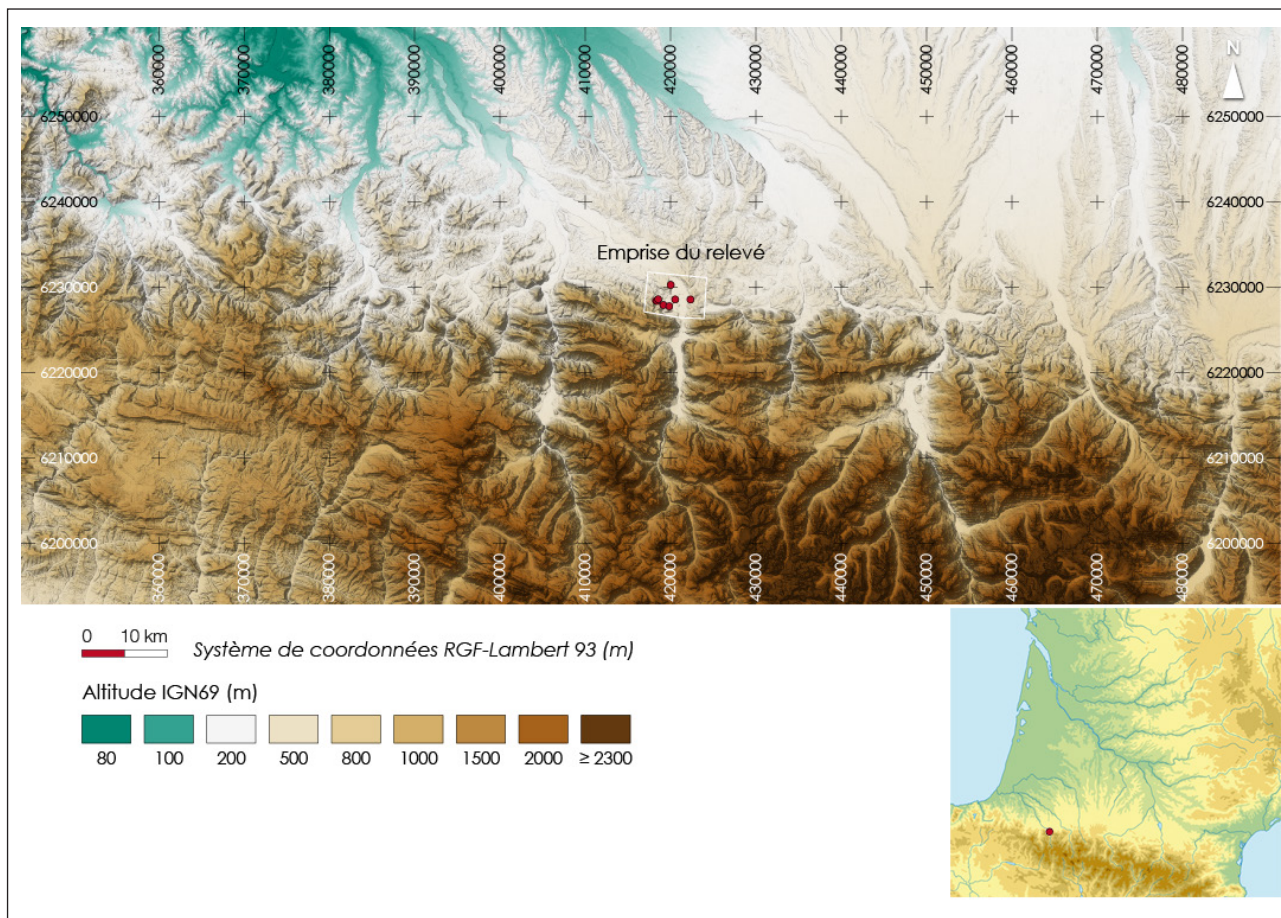 360000 370000 380000 390000 400000 410000 420000 430000 440000 450000 460000 470000 480000
N
6250000 6250000
6240000 6240000
Emprise du relevé
6230000 6230000
6220000 6220000
6210000 6210000
6200000 6200000
360000 370000 380000 390000 400000 410000 420000 430000 440000 450000 460000 470000 480000
0 10 km
Système de coordonnées RGF-Lambert 93 (m)
Altitude IGN69 (m)
80 100 200 500 800 1000 1500 2000 ≥ 2300